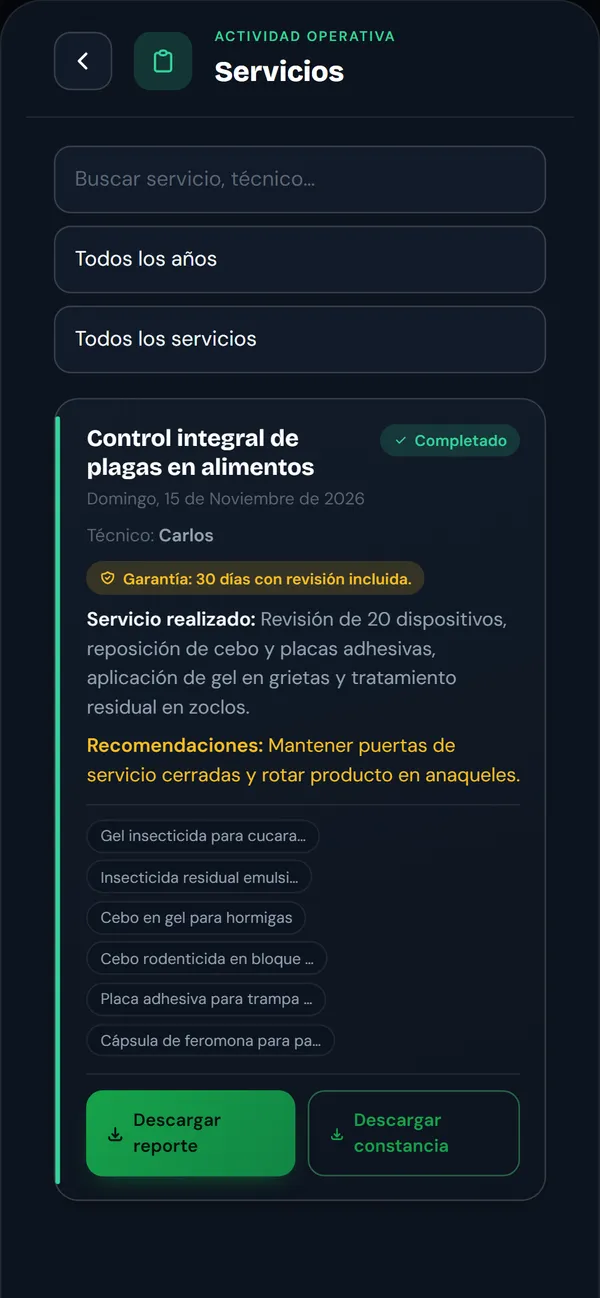 ACTIVIDAD OPERATIVA
Servicios
Buscar servicio, técnico...
Todos los años
Todos los servicios
Control integral de
plagas en alimentos
Completado
Domingo, 15 de Noviembre de 2026
Técnico: Carlos
Garantía: 30 días con revisión incluida.
Servicio realizado: Revisión de 20 dispositivos,
reposición de cebo y placas adhesivas,
aplicación de gel en grietas y tratamiento
residual en zoclos.
Recomendaciones: Mantener puertas de
servicio cerradas y rotar producto en anaqueles.
Gel insecticida para cucara...
Insecticida residual emulsi...
Cebo en gel para hormigas
Cebo rodenticida en bloque ...
Placa adhesiva para trampa ...
Cápsula de feromona para pa...
Descargar
reporte
Descargar
constancia